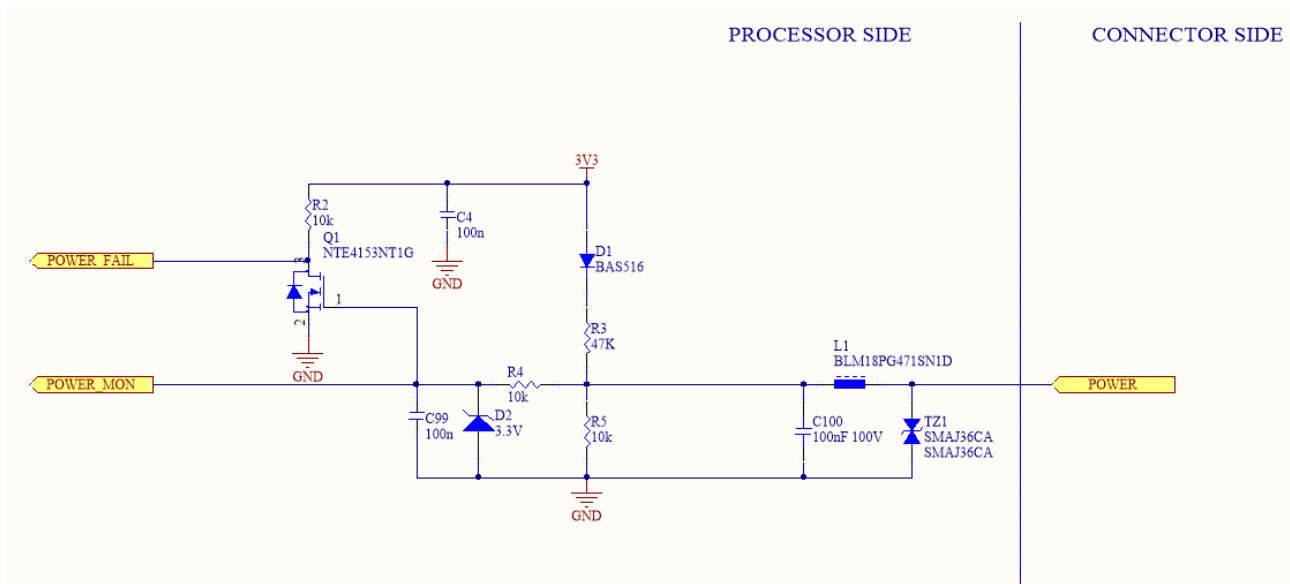 PROCESSOR SIDE
CONNECTOR SIDE
3V3
R2
10k
C4
100n
Q1
NTE4153NT1G
3
POWER_FAIL
D1
BAS516
GND
1
2
R3
47K
GND
L1
BLM18PG471SN1D
POWER_MON
R4
10k
POWER
C99
100n
D2
3.3V
R5
10k
C100
100nF 100V
TZ1
SMAJ36CA
SMAJ36CA
GND